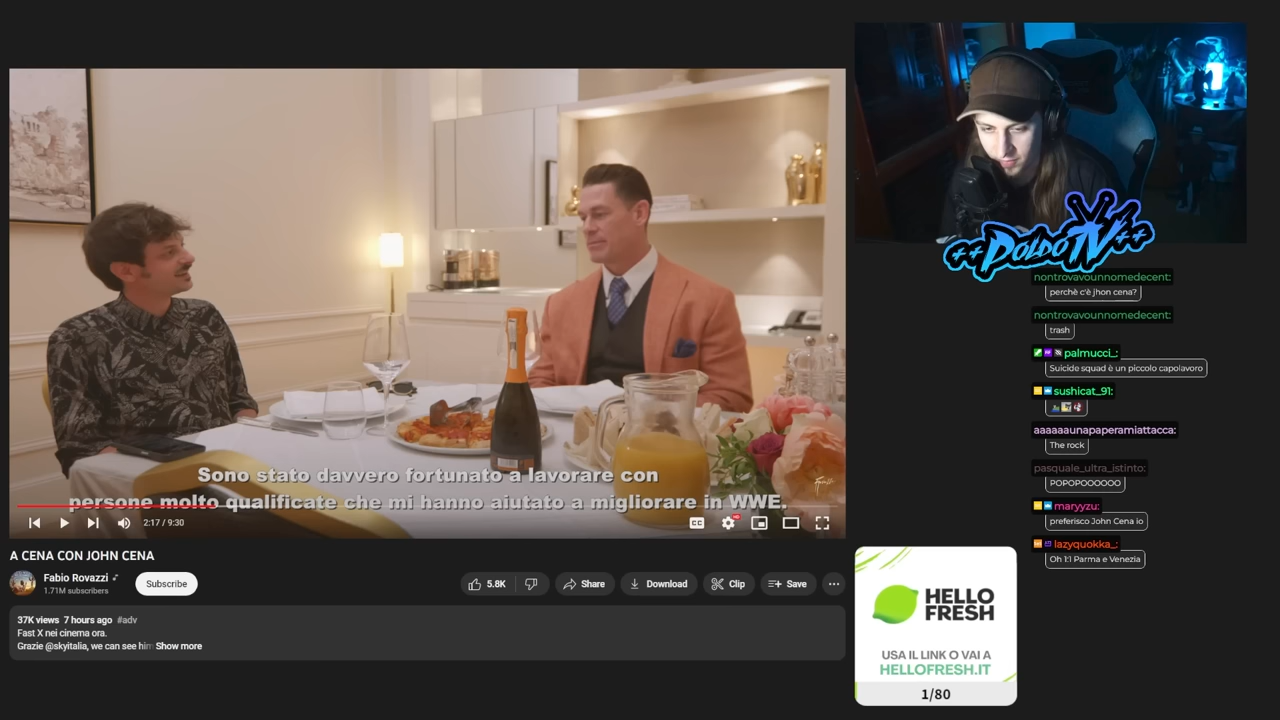 Sono stato davvero fortunato a lavorare con
persone molto qualificate che mi hanno aiutato a migliorare in WWE.
2:17 / 9:30
CC
HD
A CENA CON JOHN CENA
Fabio Rovazzi
1.71M subscribers
Subscribe
5.8K
Share
Download
Clip
Save
37K views 7 hours ago #adv
Fast X nei cinema ora.
Grazie @skyitalia, we can see him Show more
++POLDOTV++
nontrovavounnomedecent:
perchè c'è jhon cena?
nontrovavounnomedecent:
trash
palmucci_:
Suicide squad è un piccolo capolavoro
sushicat_91:
aaaaaaunapaperamiattacca:
The rock
pasquale_ultra_istinto:
POPOPOOOOOO
maryyzu:
preferisco John Cena io
lazyquokka_:
Oh 1:1 Parma e Venezia
HELLO
FRESH
USA IL LINK O VAI A
HELLOFRESH.IT
1/80